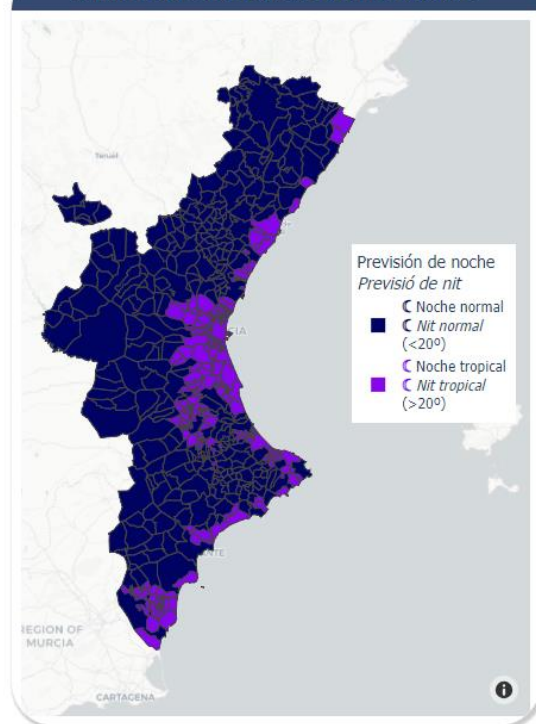 Teruel
Previsión de noche
Previsió de nit
Noche normal
Nit normal
(<20º)
Noche tropical
Nit tropical
(>20º)
REGION OF
MURCIA
CARTAGENA